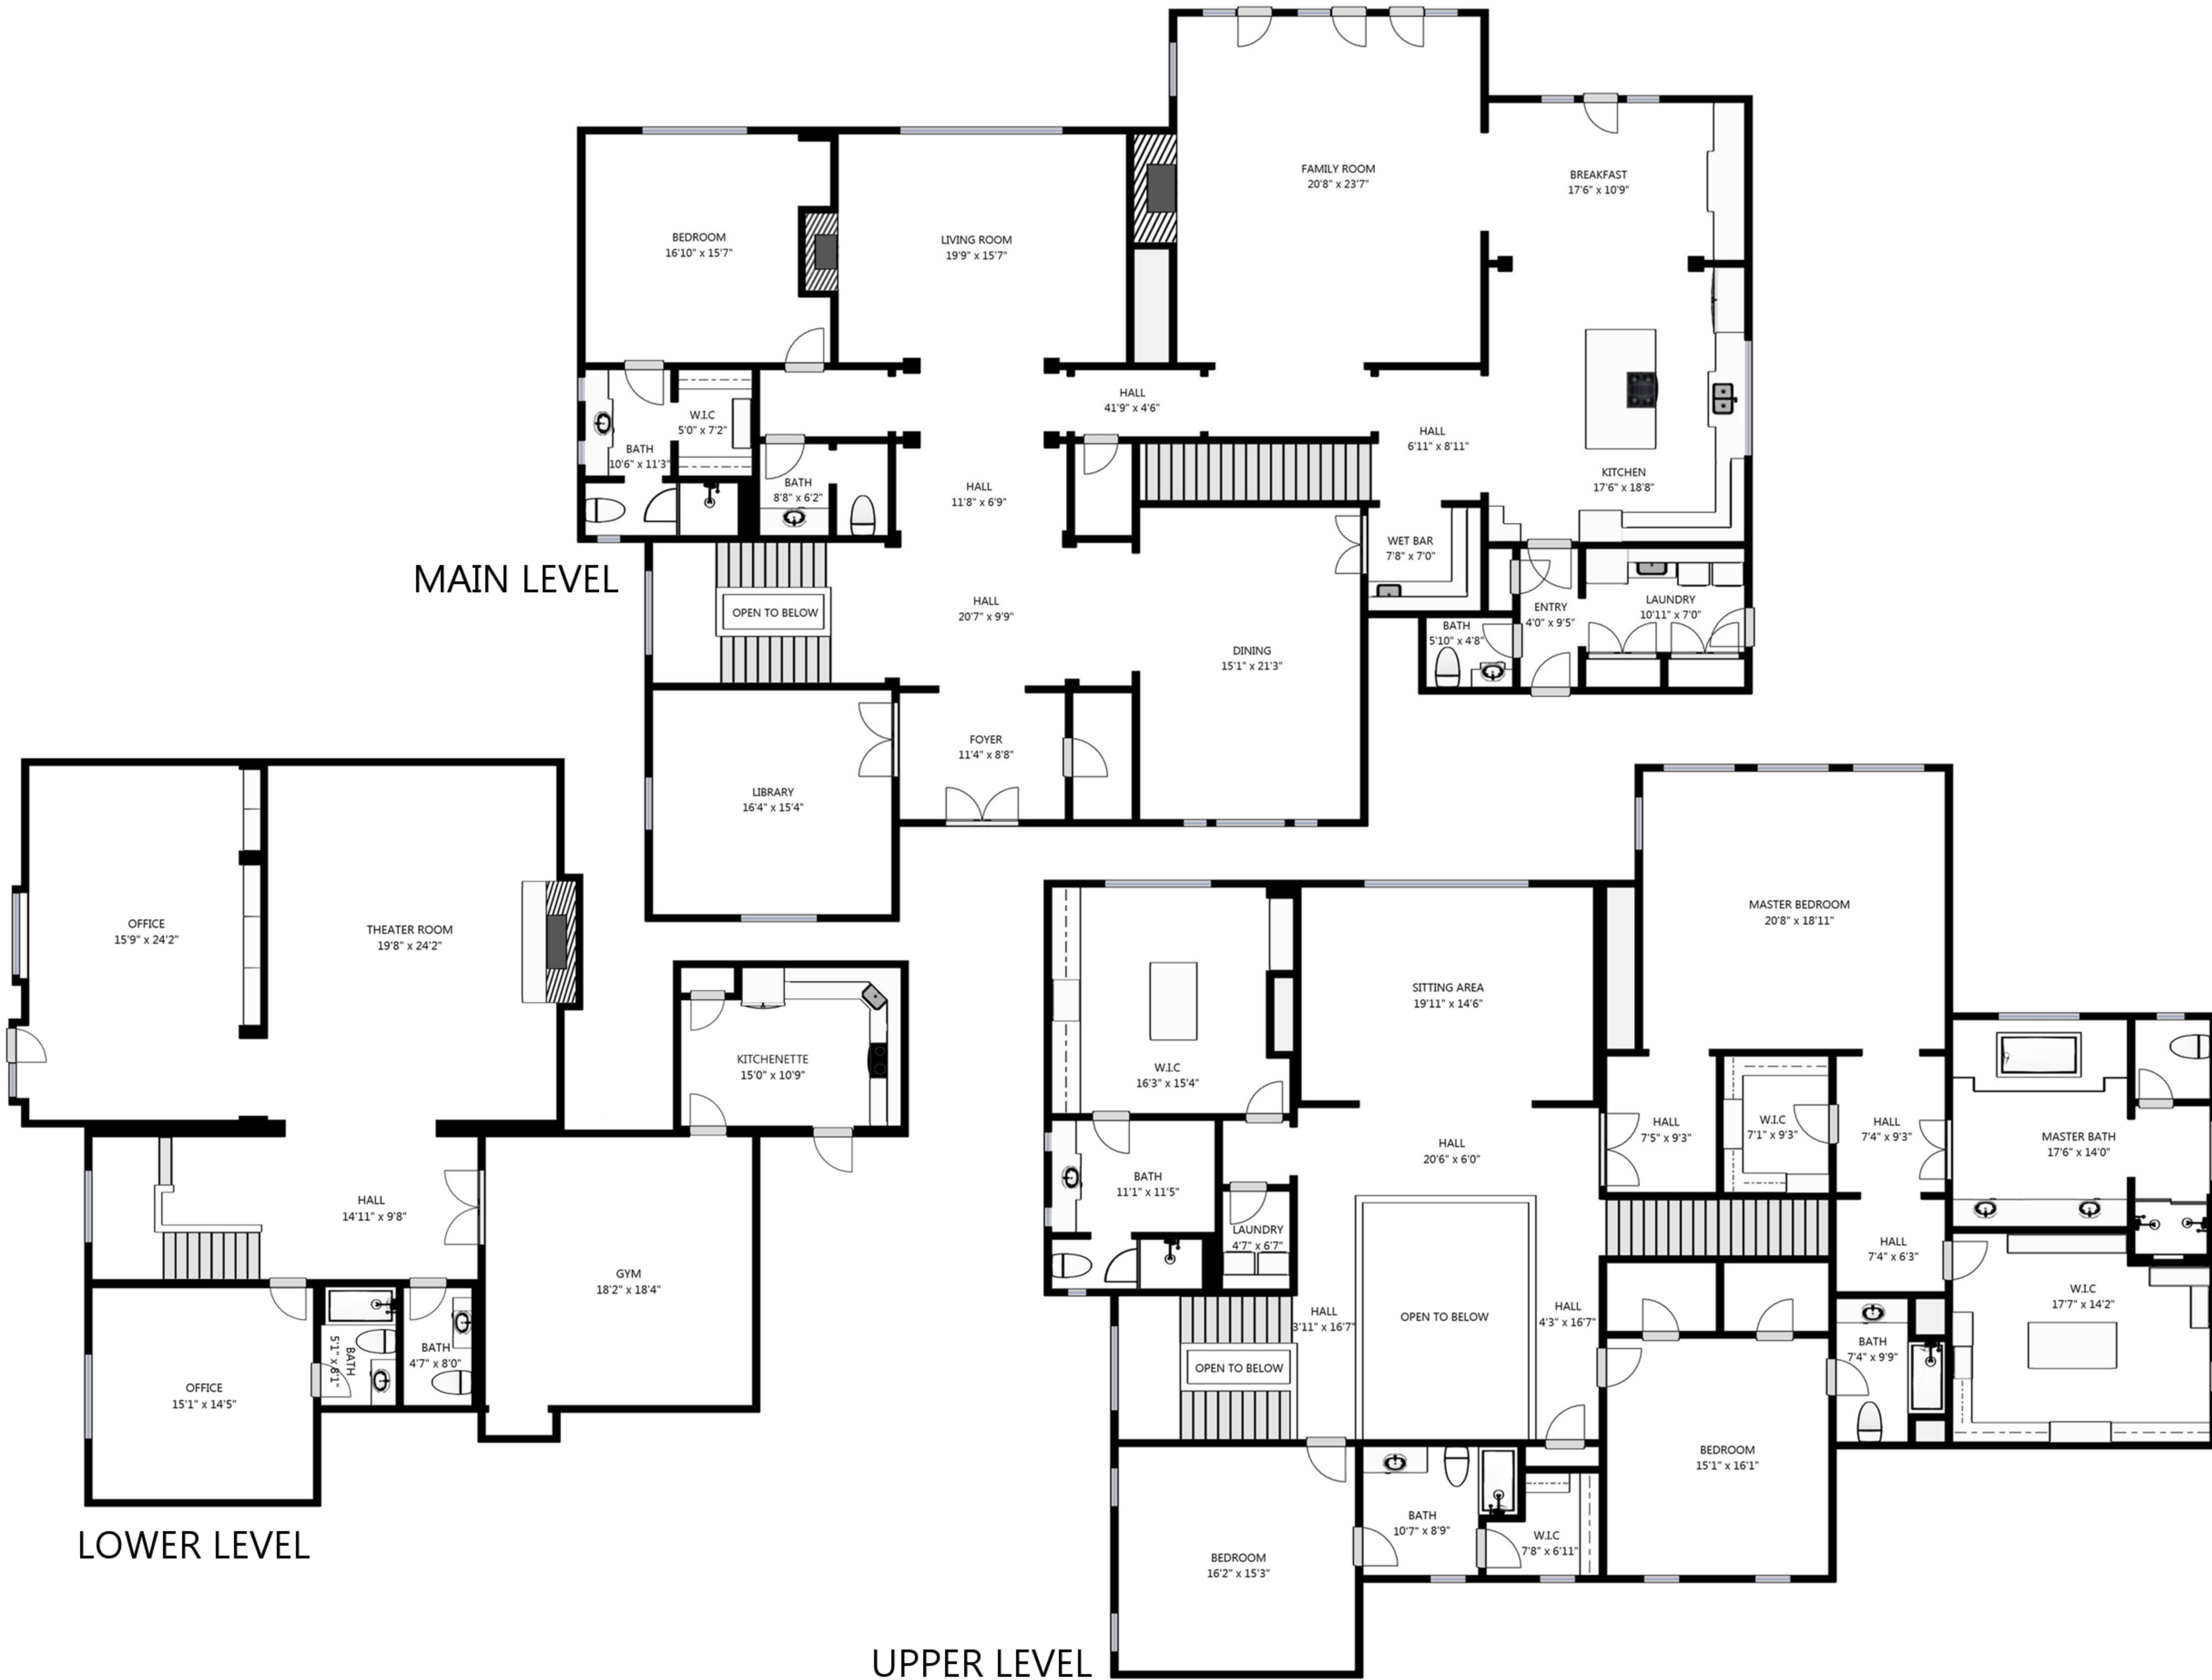 FAMILY ROOM
20'8" x 23'7"
BREAKFAST
17'6" x 10'9"
BEDROOM
16'10" x 15'7"
LIVING ROOM
19'9" x 15'7"
HALL
41'9" x 4'6"
W.I.C
5'0" x 7'2"
BATH
10'6" x 11'3"
HALL
6'11" x 8'11"
KITCHEN
17'6" x 18'8"
BATH
8'8" x 6'2"
HALL
11'8" x 6'9"
WET BAR
7'8" x 7'0"
MAIN LEVEL
OPEN TO BELOW
HALL
20'7" x 9'9"
ENTRY
4'0" x 9'5"
LAUNDRY
10'11" x 7'0"
BATH
5'10" x 4'8"
DINING
15'1" x 21'3"
FOYER
11'4" x 8'8"
LIBRARY
16'4" x 15'4"
OFFICE
15'9" x 24'2"
THEATER ROOM
19'8" x 24'2"
KITCHENETTE
15'0" x 10'9"
HALL
14'11" x 9'8"
GYM
18'2" x 18'4"
BATH
5'1" x 8'1"
BATH
4'7" x 8'0"
OFFICE
15'1" x 14'5"
LOWER LEVEL
MASTER BEDROOM
20'8" x 18'11"
SITTING AREA
19'11" x 14'6"
W.I.C
16'3" x 15'4"
HALL
7'5" x 9'3"
W.I.C
7'1" x 9'3"
HALL
7'4" x 9'3"
MASTER BATH
17'6" x 14'0"
HALL
20'6" x 6'0"
BATH
11'1" x 11'5"
LAUNDRY
4'7" x 6'7"
HALL
7'4" x 6'3"
W.I.C
17'7" x 14'2"
HALL
3'11" x 16'7"
OPEN TO BELOW
HALL
4'3" x 16'7"
OPEN TO BELOW
BATH
7'4" x 9'9"
BEDROOM
15'1" x 16'1"
BATH
10'7" x 8'9"
W.I.C
7'8" x 6'11"
BEDROOM
16'2" x 15'3"
UPPER LEVEL